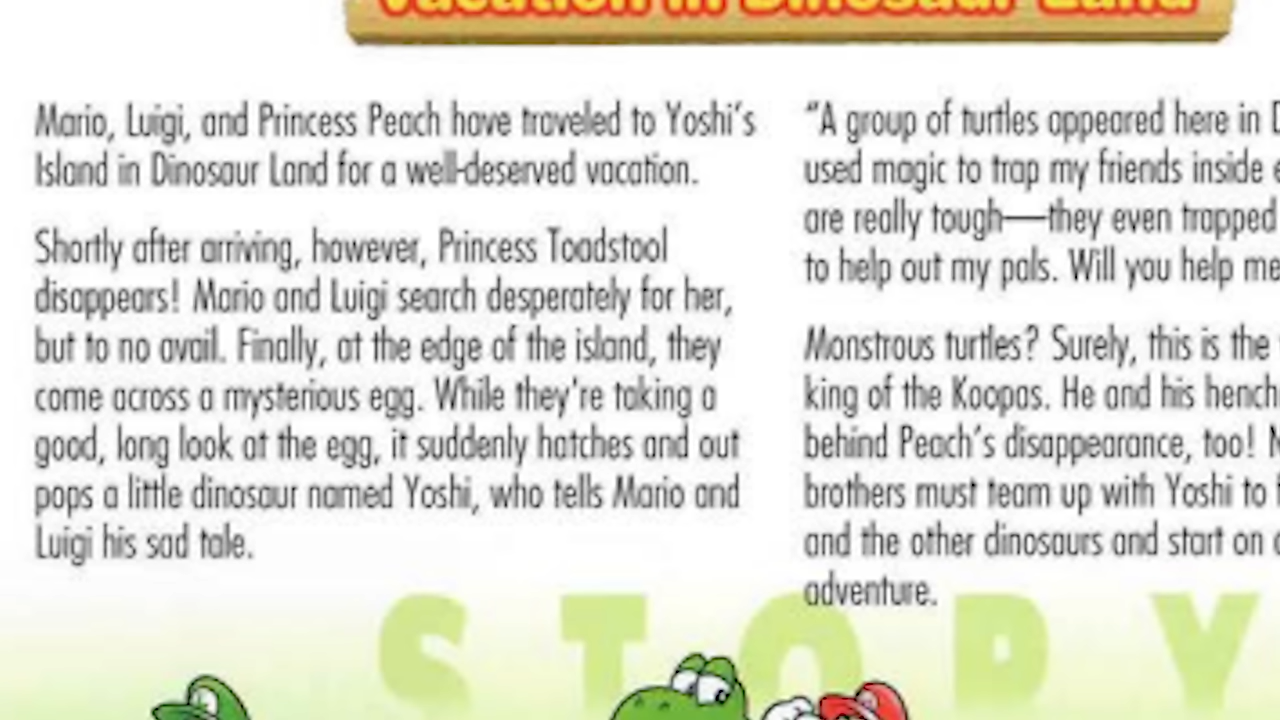 Vacation in Dinosaur Land
Mario, Luigi, and Princess Peach have traveled to Yoshi's
Island in Dinosaur Land for a well-deserved vacation.
Shortly after arriving, however, Princess Toadstool
disappears! Mario and Luigi search desperately for her,
but to no avail. Finally, at the edge of the island, they
come across a mysterious egg. While they're taking a
good, long look at the egg, it suddenly hatches and out
pops a little dinosaur named Yoshi, who tells Mario and
Luigi his sad tale.
"A group of turtles appeared here in
used magic to trap my friends inside
are really tough—they even trapped
to help out my pals. Will you help me
Monstrous turtles? Surely, this is the
king of the Koopas. He and his hench
behind Peach's disappearance, too!
brothers must team up with Yoshi to
and the other dinosaurs and start on
adventure.
STORY